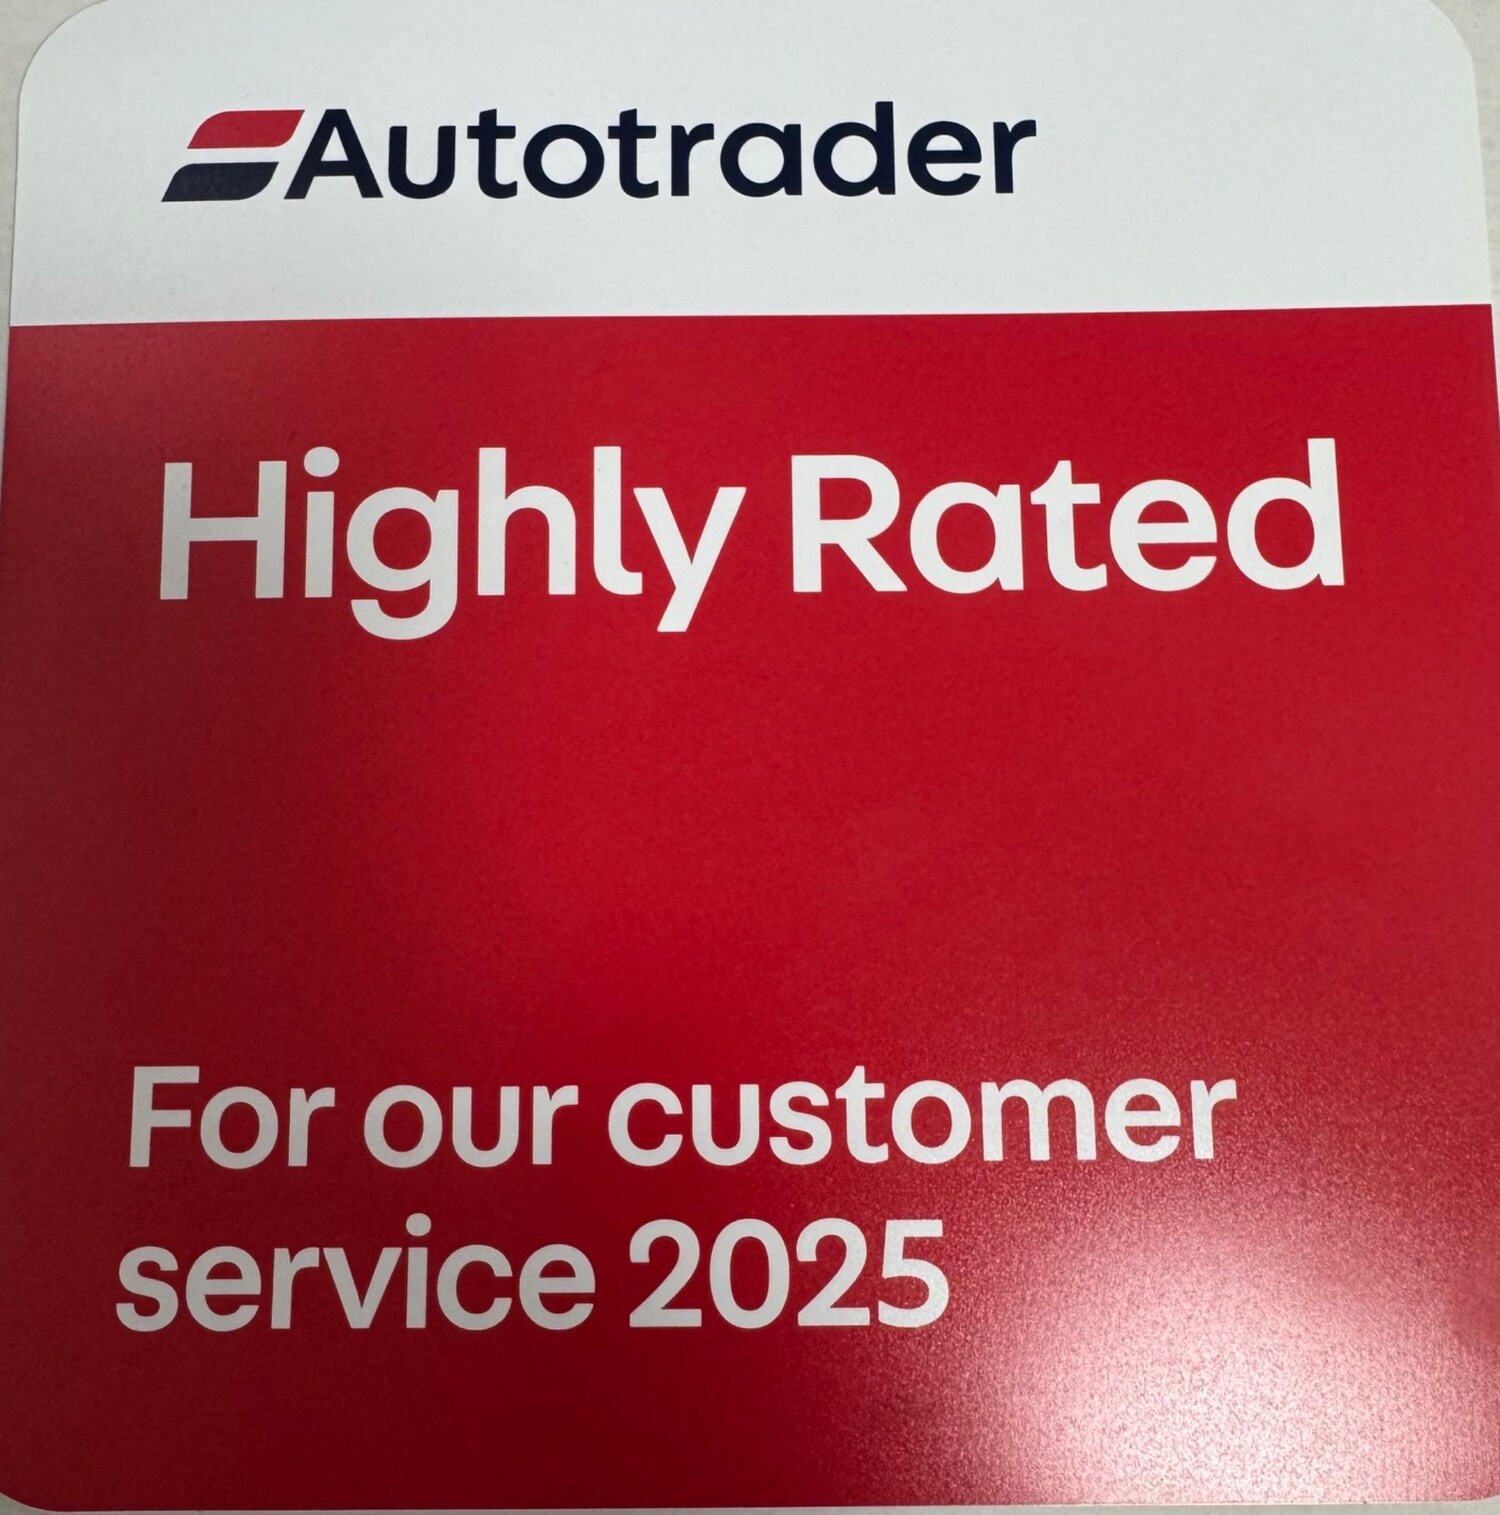 Autotrader
Highly Rated
For our customer
service 2025